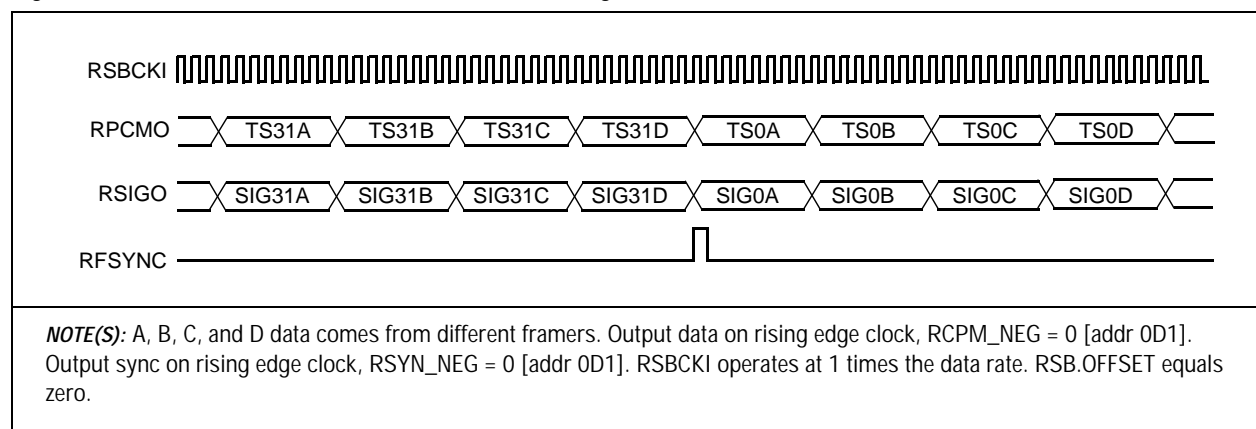 RSBCKI
RPCMO TS31A TS31B TS31C TS31D TS0A TS0B TS0C TS0D
RSIGO SIG31A SIG31B SIG31C SIG31D SIG0A SIG0B SIG0C SIG0D
RFSYNC
NOTE(S): A, B, C, and D data comes from different framers. Output data on rising edge clock, RCPM_NEG = 0 [addr 0D1].
Output sync on rising edge clock, RSYN_NEG = 0 [addr 0D1]. RSBCKI operates at 1 times the data rate. RSB.OFFSET equals
zero.